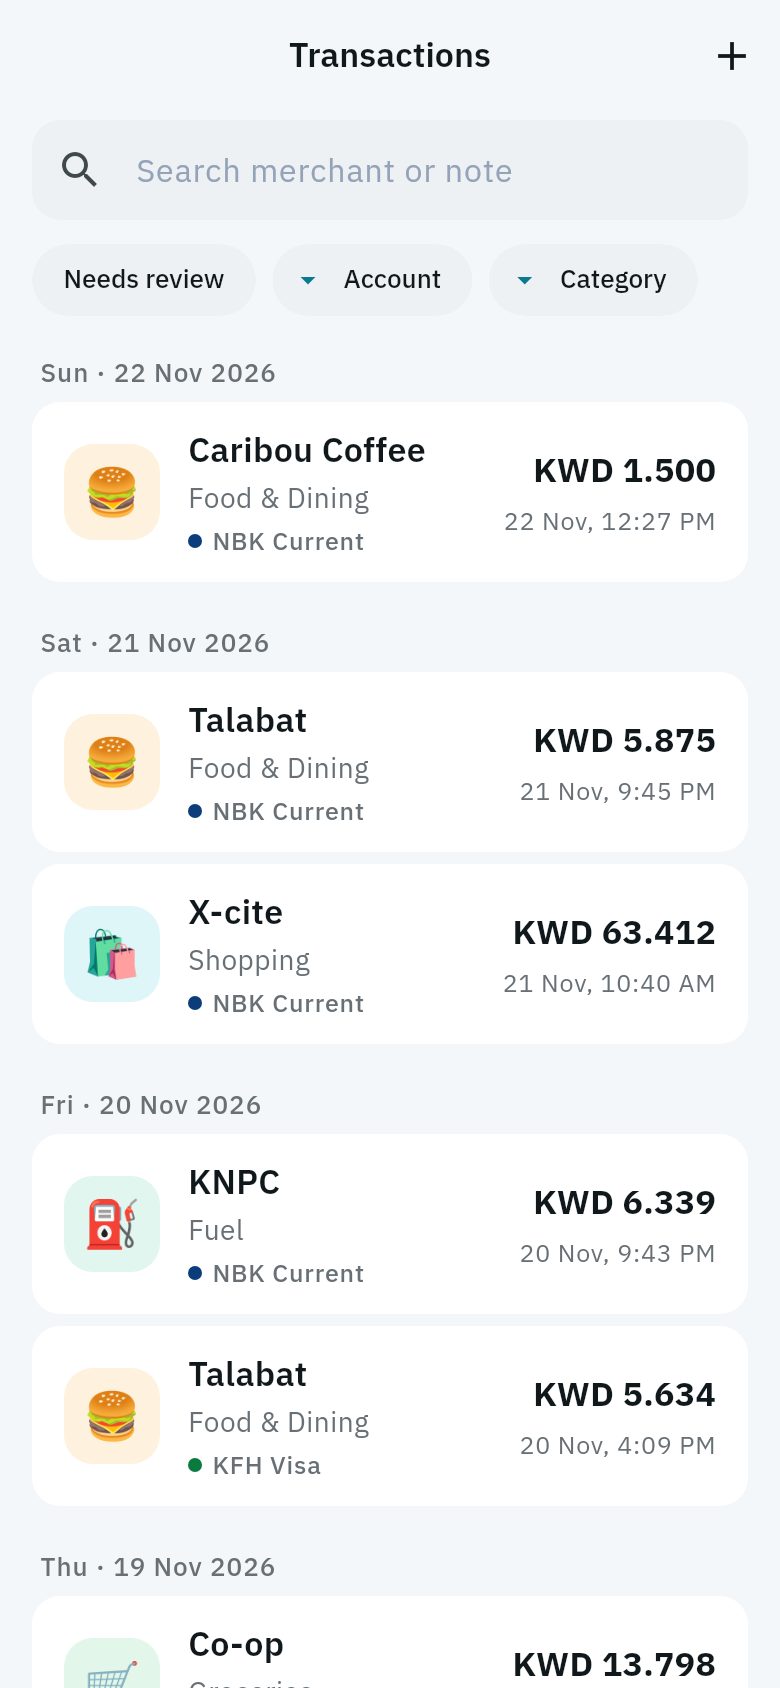 Transactions
Search merchant or note
Needs review
Account
Category
Sun · 22 Nov 2026
Caribou Coffee
Food & Dining
NBK Current
KWD 1.500
22 Nov, 12:27 PM
Sat · 21 Nov 2026
Talabat
Food & Dining
NBK Current
KWD 5.875
21 Nov, 9:45 PM
X-cite
Shopping
NBK Current
KWD 63.412
21 Nov, 10:40 AM
Fri · 20 Nov 2026
KNPC
Fuel
NBK Current
KWD 6.339
20 Nov, 9:43 PM
Talabat
Food & Dining
KFH Visa
KWD 5.634
20 Nov, 4:09 PM
Thu · 19 Nov 2026
Co-op
KWD 13.798